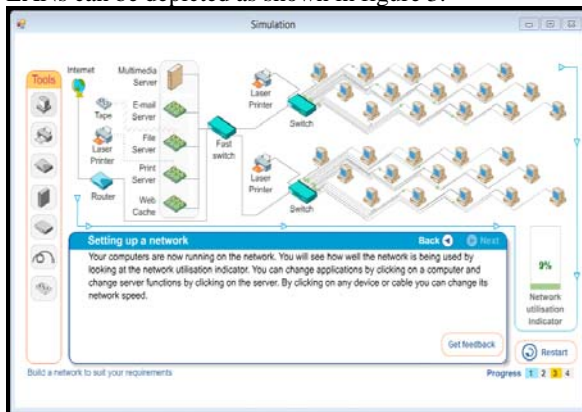 LANs can be depicted as shown in figure 3.
Simulation
Tools
Internet
Multimedia
Server
Tape
E-mail
Server
Laser
Printer
File
Server
Print
Server
Router
Web
Cache
Fast
switch
Laser
Printer
Switch
Laser
Printer
Switch
Setting up a network
Back
Next
Your computers are now running on the network. You will see how well the network is being used by
looking at the network utilisation indicator. You can change applications by clicking on a computer and
change server functions by clicking on the server. By clicking on any device or cable you can change its
network speed.
Get feedback
9%
Network
utilisation
indicator
Restart
Build a network to suit your requirements
Progress 1 2 3 4